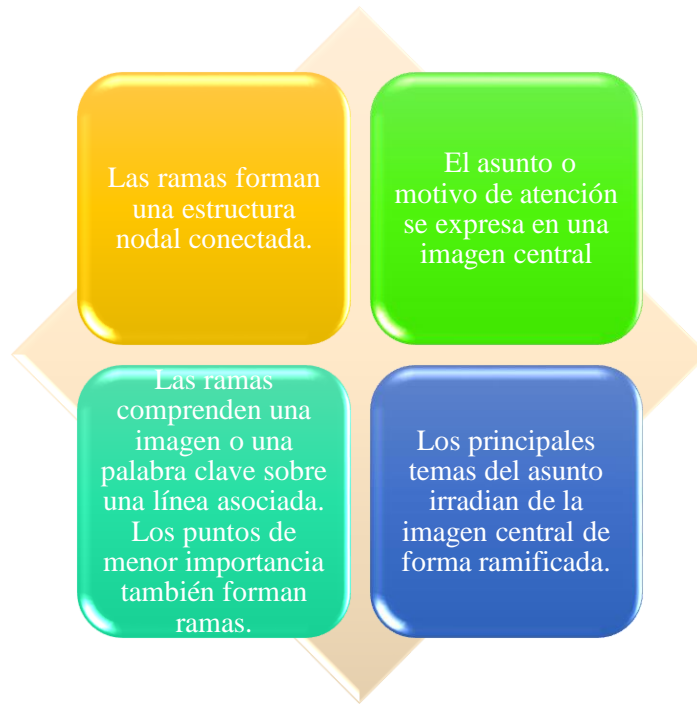 Las ramas forman
una estructura
nodal conectada.
El asunto o
motivo de atención
se expresa en una
imagen central
Las ramas
comprenden una
imagen o una
palabra clave sobre
una línea asociada.
Los puntos de
menor importancia
también forman
ramas.
Los principales
temas del asunto
irradian de la
imagen central de
forma ramificada.